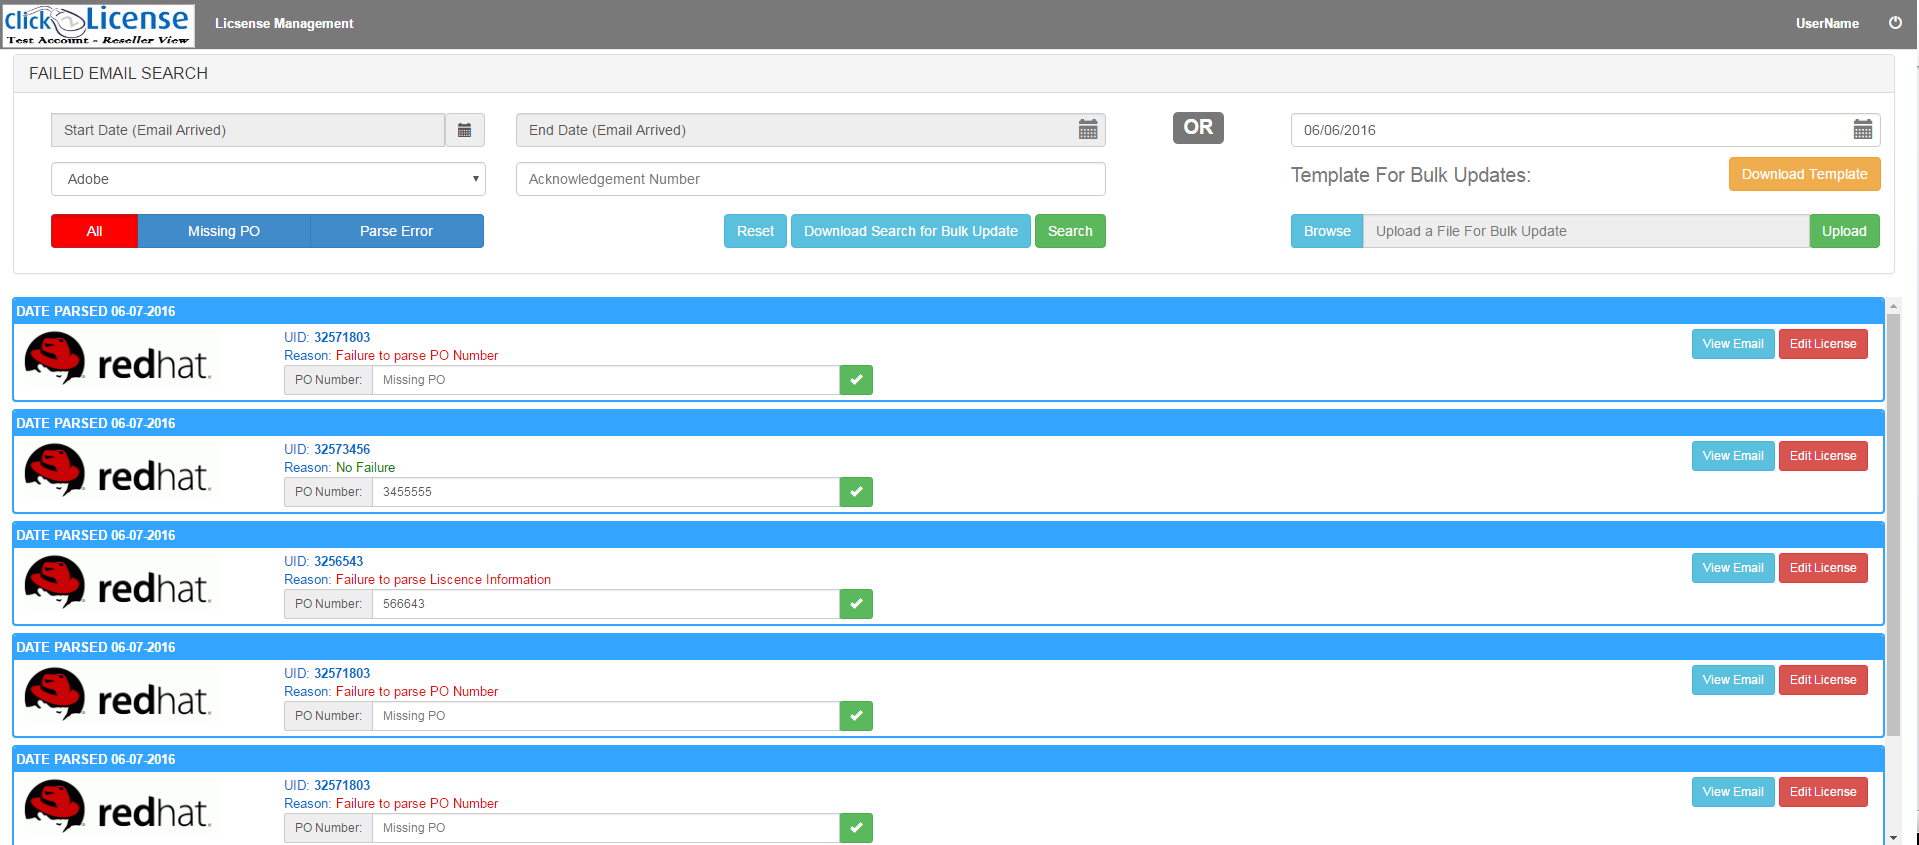 clickLicense
Test Account - Reseller View
Licsense Management
UserName
FAILED EMAIL SEARCH
Start Date (Email Arrived)
End Date (Email Arrived)
OR
06/06/2016
Adobe
Acknowledgement Number
Template For Bulk Updates:
Download Template
All
Missing PO
Parse Error
Reset
Download Search for Bulk Update
Search
Browse
Upload a File For Bulk Update
Upload
DATE PARSED 06-07-2016
redhat.
UID: 32571803
Reason: Failure to parse PO Number
PO Number: Missing PO
View Email
Edit License
DATE PARSED 06-07-2016
redhat.
UID: 32573456
Reason: No Failure
PO Number: 3455555
View Email
Edit License
DATE PARSED 06-07-2016
redhat.
UID: 3256543
Reason: Failure to parse Liscence Information
PO Number: 566643
View Email
Edit License
DATE PARSED 06-07-2016
redhat.
UID: 32571803
Reason: Failure to parse PO Number
PO Number: Missing PO
View Email
Edit License
DATE PARSED 06-07-2016
redhat.
UID: 32571803
Reason: Failure to parse PO Number
PO Number: Missing PO
View Email
Edit License